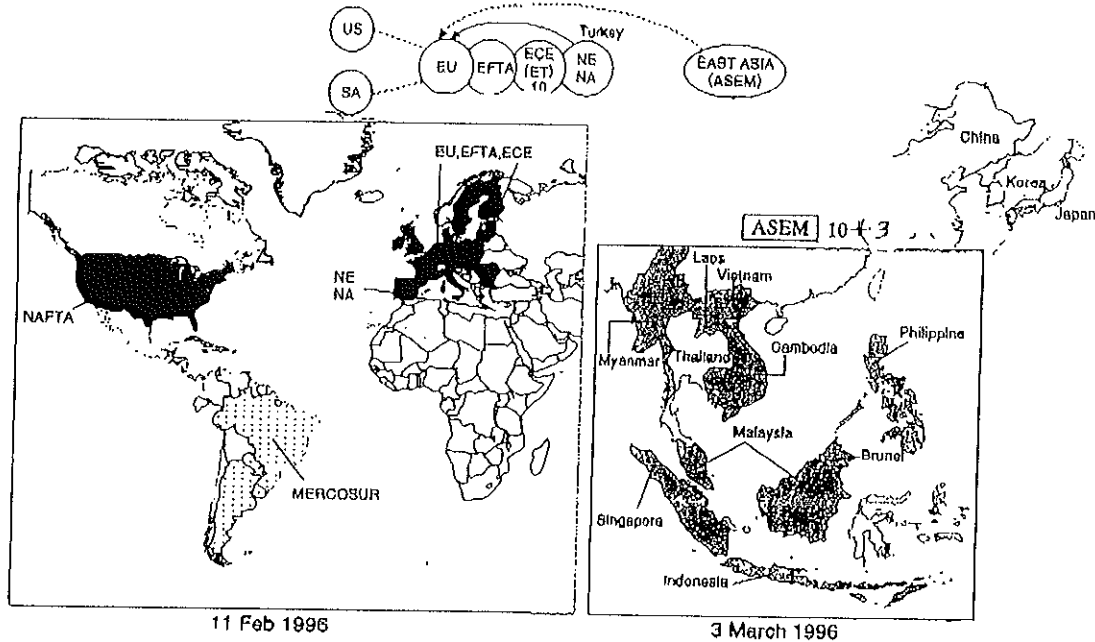 US
Turkey
EU
EFTA
ECE
(ET)
10
NE
NA
EAST ASIA
(ASEM)
SA
China
Korea
Japan
EU,EFTA,ECE
ASEM 10+3
NE
NA
NAFTA
MERCOSUR
Laos
Vietnam
Philippine
Myanmar
Thailand
Cambodia
Malaysia
Brunei
Singapore
Indonesia
11 Feb 1996
3 March 1996